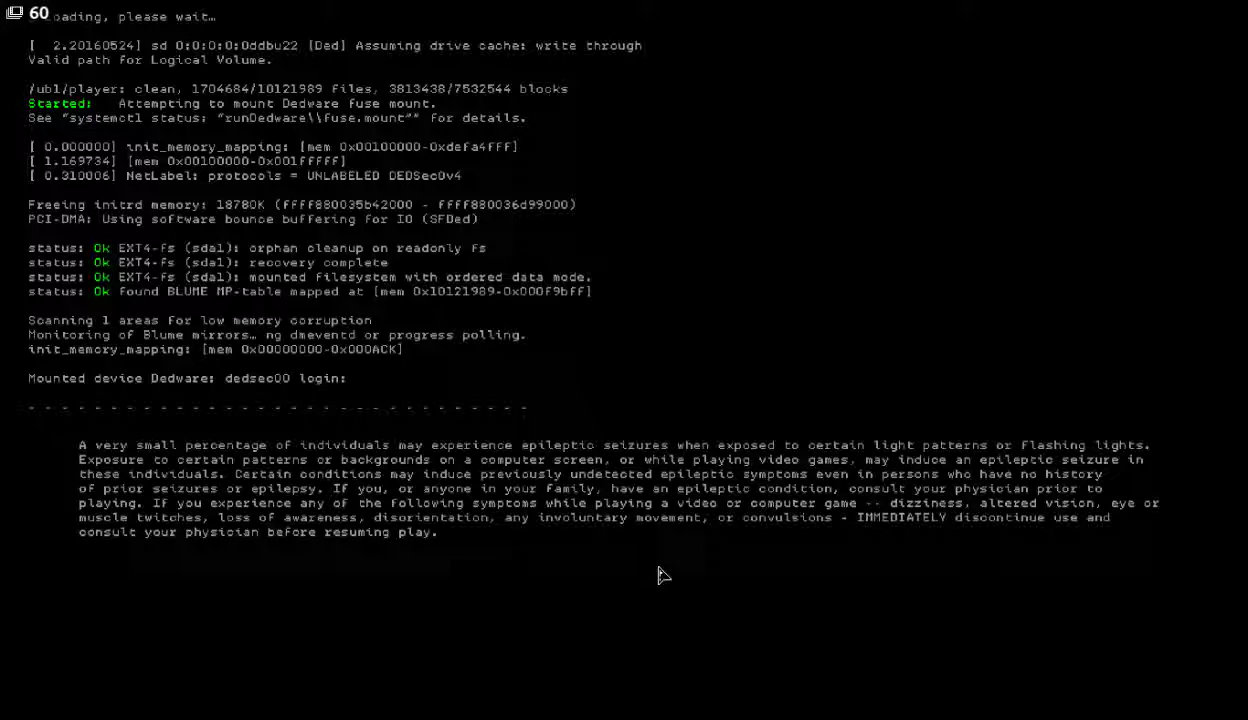 60
oading, please wait…
[ 2.20160524] sd 0:0:0:0:0ddbu22 [Ded] Assuming drive cache: write through
Valid path for Logical Volume.
/ubl/player: clean, 1704684/10121989 files, 3813438/7532544 blocks
Started: Attempting to mount Dedware fuse mount.
See "systemctl status: "runDedware\\fuse.mount"" for details.
[ 0.000000] init_memory_mapping: [mem 0x00100000-0xdefa4fff]
[ 1.169734] [mem 0x00100000-0x001fffff]
[ 0.310006] NetLabel: protocols = UNLABELED DEDSec0v4
Freeing initrd memory: 18780K (ffff880035b42000 - ffff880036d99000)
PCI-DMA: Using software bounce buffering for IO (SFDed)
status: Ok EXT4-fs (sda1): orphan cleanup on readonly fs
status: Ok EXT4-fs (sda1): recovery complete
status: Ok EXT4-fs (sda1): mounted filesystem with ordered data mode.
status: Ok found BLUME MP-table mapped at [mem 0x10121989-0x000f9bff]
Scanning 1 areas for low memory corruption
Monitoring of Blume mirrors… ng dmeventd or progress polling.
init_memory_mapping: [mem 0x00000000-0x000ACK]
Mounted device Dedware: dedsec00 login:
- - - - - - - - - - - - - - - - - - - - - - - - - - - - - - -
A very small percentage of individuals may experience epileptic seizures when exposed to certain light patterns or flashing lights.
Exposure to certain patterns or backgrounds on a computer screen, or while playing video games, may induce an epileptic seizure in
these individuals. Certain conditions may induce previously undetected epileptic symptoms even in persons who have no history
of prior seizures or epilepsy. If you, or anyone in your family, have an epileptic condition, consult your physician prior to
playing. If you experience any of the following symptoms while playing a video or computer game -- dizziness, altered vision, eye or
muscle twitches, loss of awareness, disorientation, any involuntary movement, or convulsions - IMMEDIATELY discontinue use and
consult your physician before resuming play.